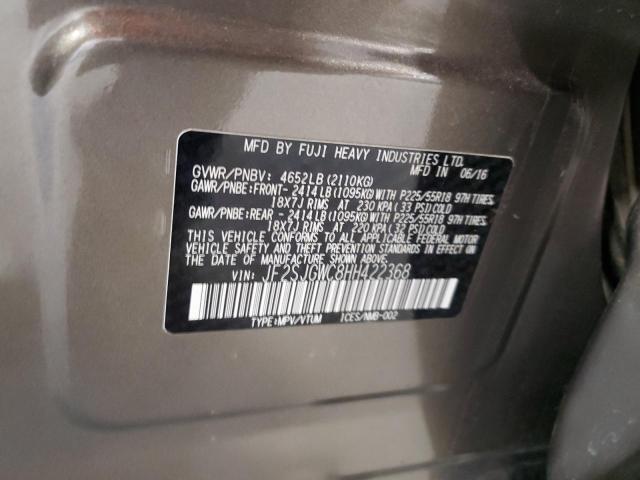 MFD BY FUJI HEAVY INDUSTRIES LTD.
GVWR/PNBV: 4652LB(2110KG) MFD IN 06/16
GAWR/PNBE:FRONT- 2414LB(1095KG)WITH P225/55R18 97H TIRES,
18X7J RIMS AT 230 KPA(33 PSI)COLD
GAWR/PNBE:REAR -2414LB(1095KG)WITH P225/55R18 97H TIRES,
18X7J RIMS AT 220 KPA(32 PSI)COLD
THIS VEHICLE CONFORMS TO ALL APPLICABLE FEDERAL MOTOR
VEHICLE SAFETY AND THEFT PREVENTION STANDARDS IN EFFECT
ON THE DATE OF MANUFACTURE SHOWN ABOVE.
VIN: JF2SJGWC8HH422368
TYPE:MPV/VTUM ICES/NMB-002